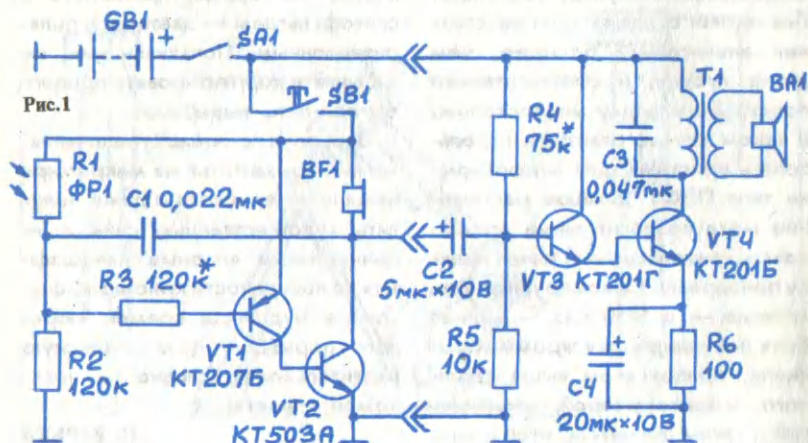 GB1
+
SA1
SB1
Рис.1
R1
ФР1
C1 0,022мк
R3 120к*
R2
120к
VT1
КТ207Б
VT2
КТ503А
BF1
+
C2
5мк×10В
R4
75к*
C3
0,047мк
T1
BA1
VT3 КТ201Г
VT4
КТ201Б
R5
10к
+
C4
20мк×10В
R6
100